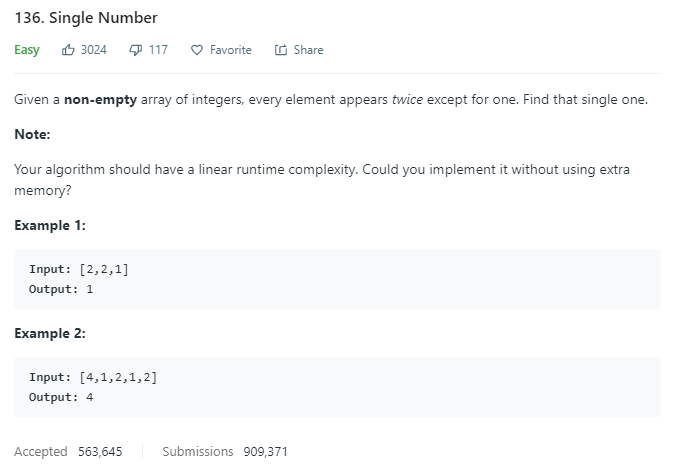 136. Single Number
Easy 3024 117 Favorite Share
Given a non-empty array of integers, every element appears twice except for one. Find that single one.
Note:
Your algorithm should have a linear runtime complexity. Could you implement it without using extra
memory?
Example 1:
Input: [2,2,1]
Output: 1
Example 2:
Input: [4,1,2,1,2]
Output: 4
Accepted 563,645 Submissions 909,371